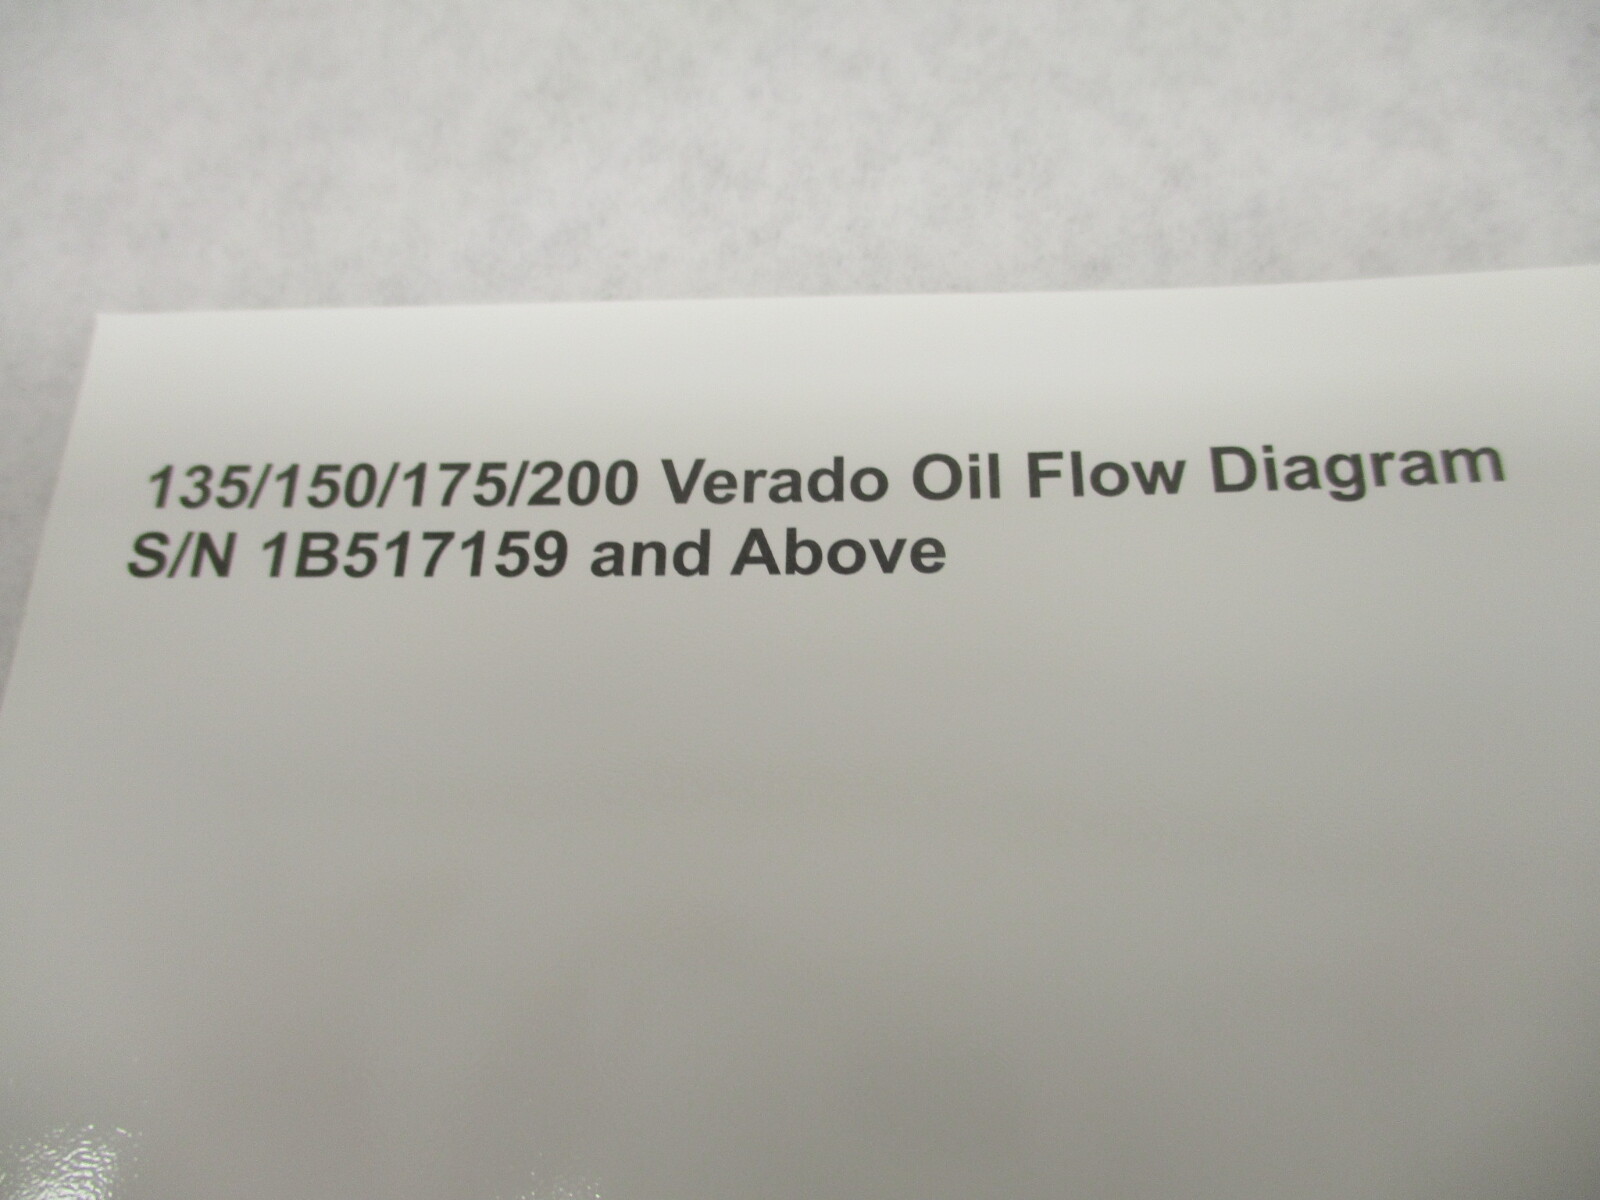 135/150/175/200 Verado Oil Flow Diagram
S/N 1B517159 and Above